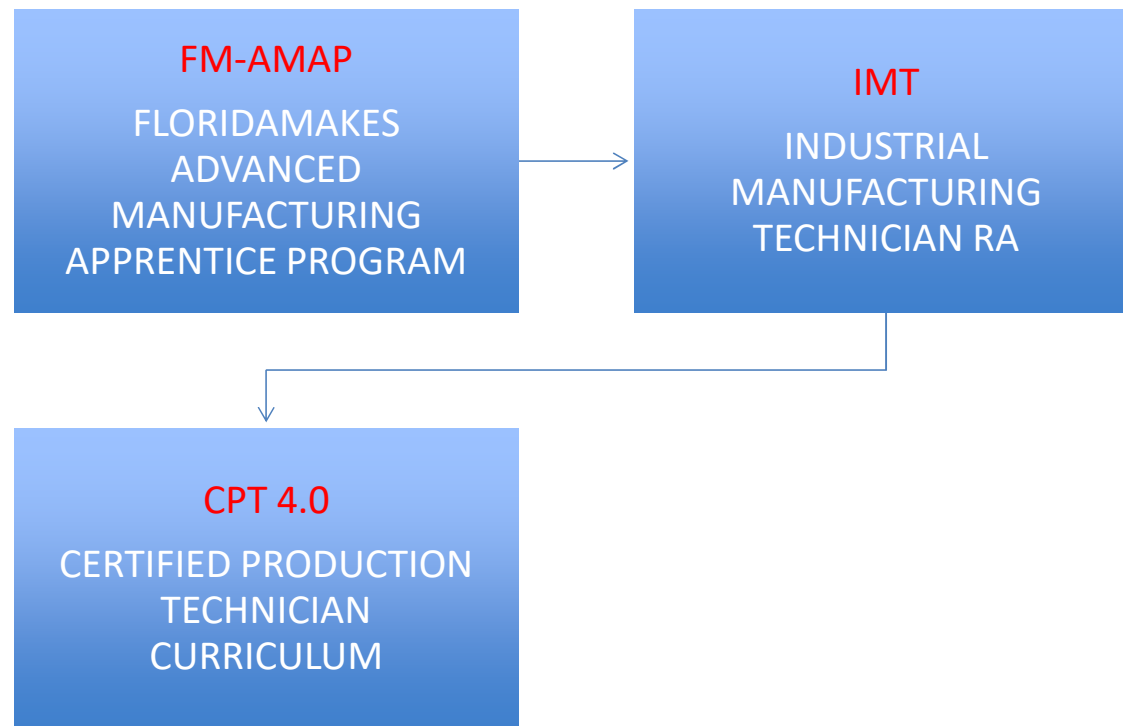 FM-AMAP
FLORIDAMAKES
ADVANCED
MANUFACTURING
APPRENTICE PROGRAM
IMT
INDUSTRIAL
MANUFACTURING
TECHNICIAN RA
CPT 4.0
CERTIFIED PRODUCTION
TECHNICIAN
CURRICULUM